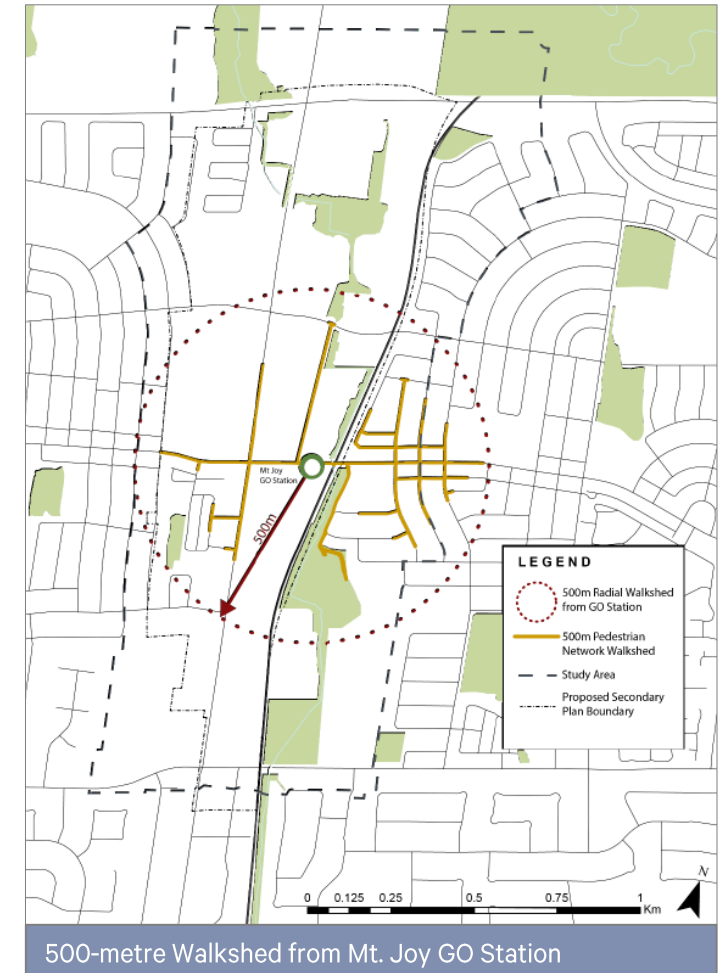 Mt Joy
GO Station
500m
LEGEND
500m Radial Walkshed
from GO Station
500m Pedestrian
Network Walkshed
Study Area
Proposed Secondary
Plan Boundary
N
0 0.125 0.25 0.5 0.75 1
Km
500-metre Walkshed from Mt. Joy GO Station